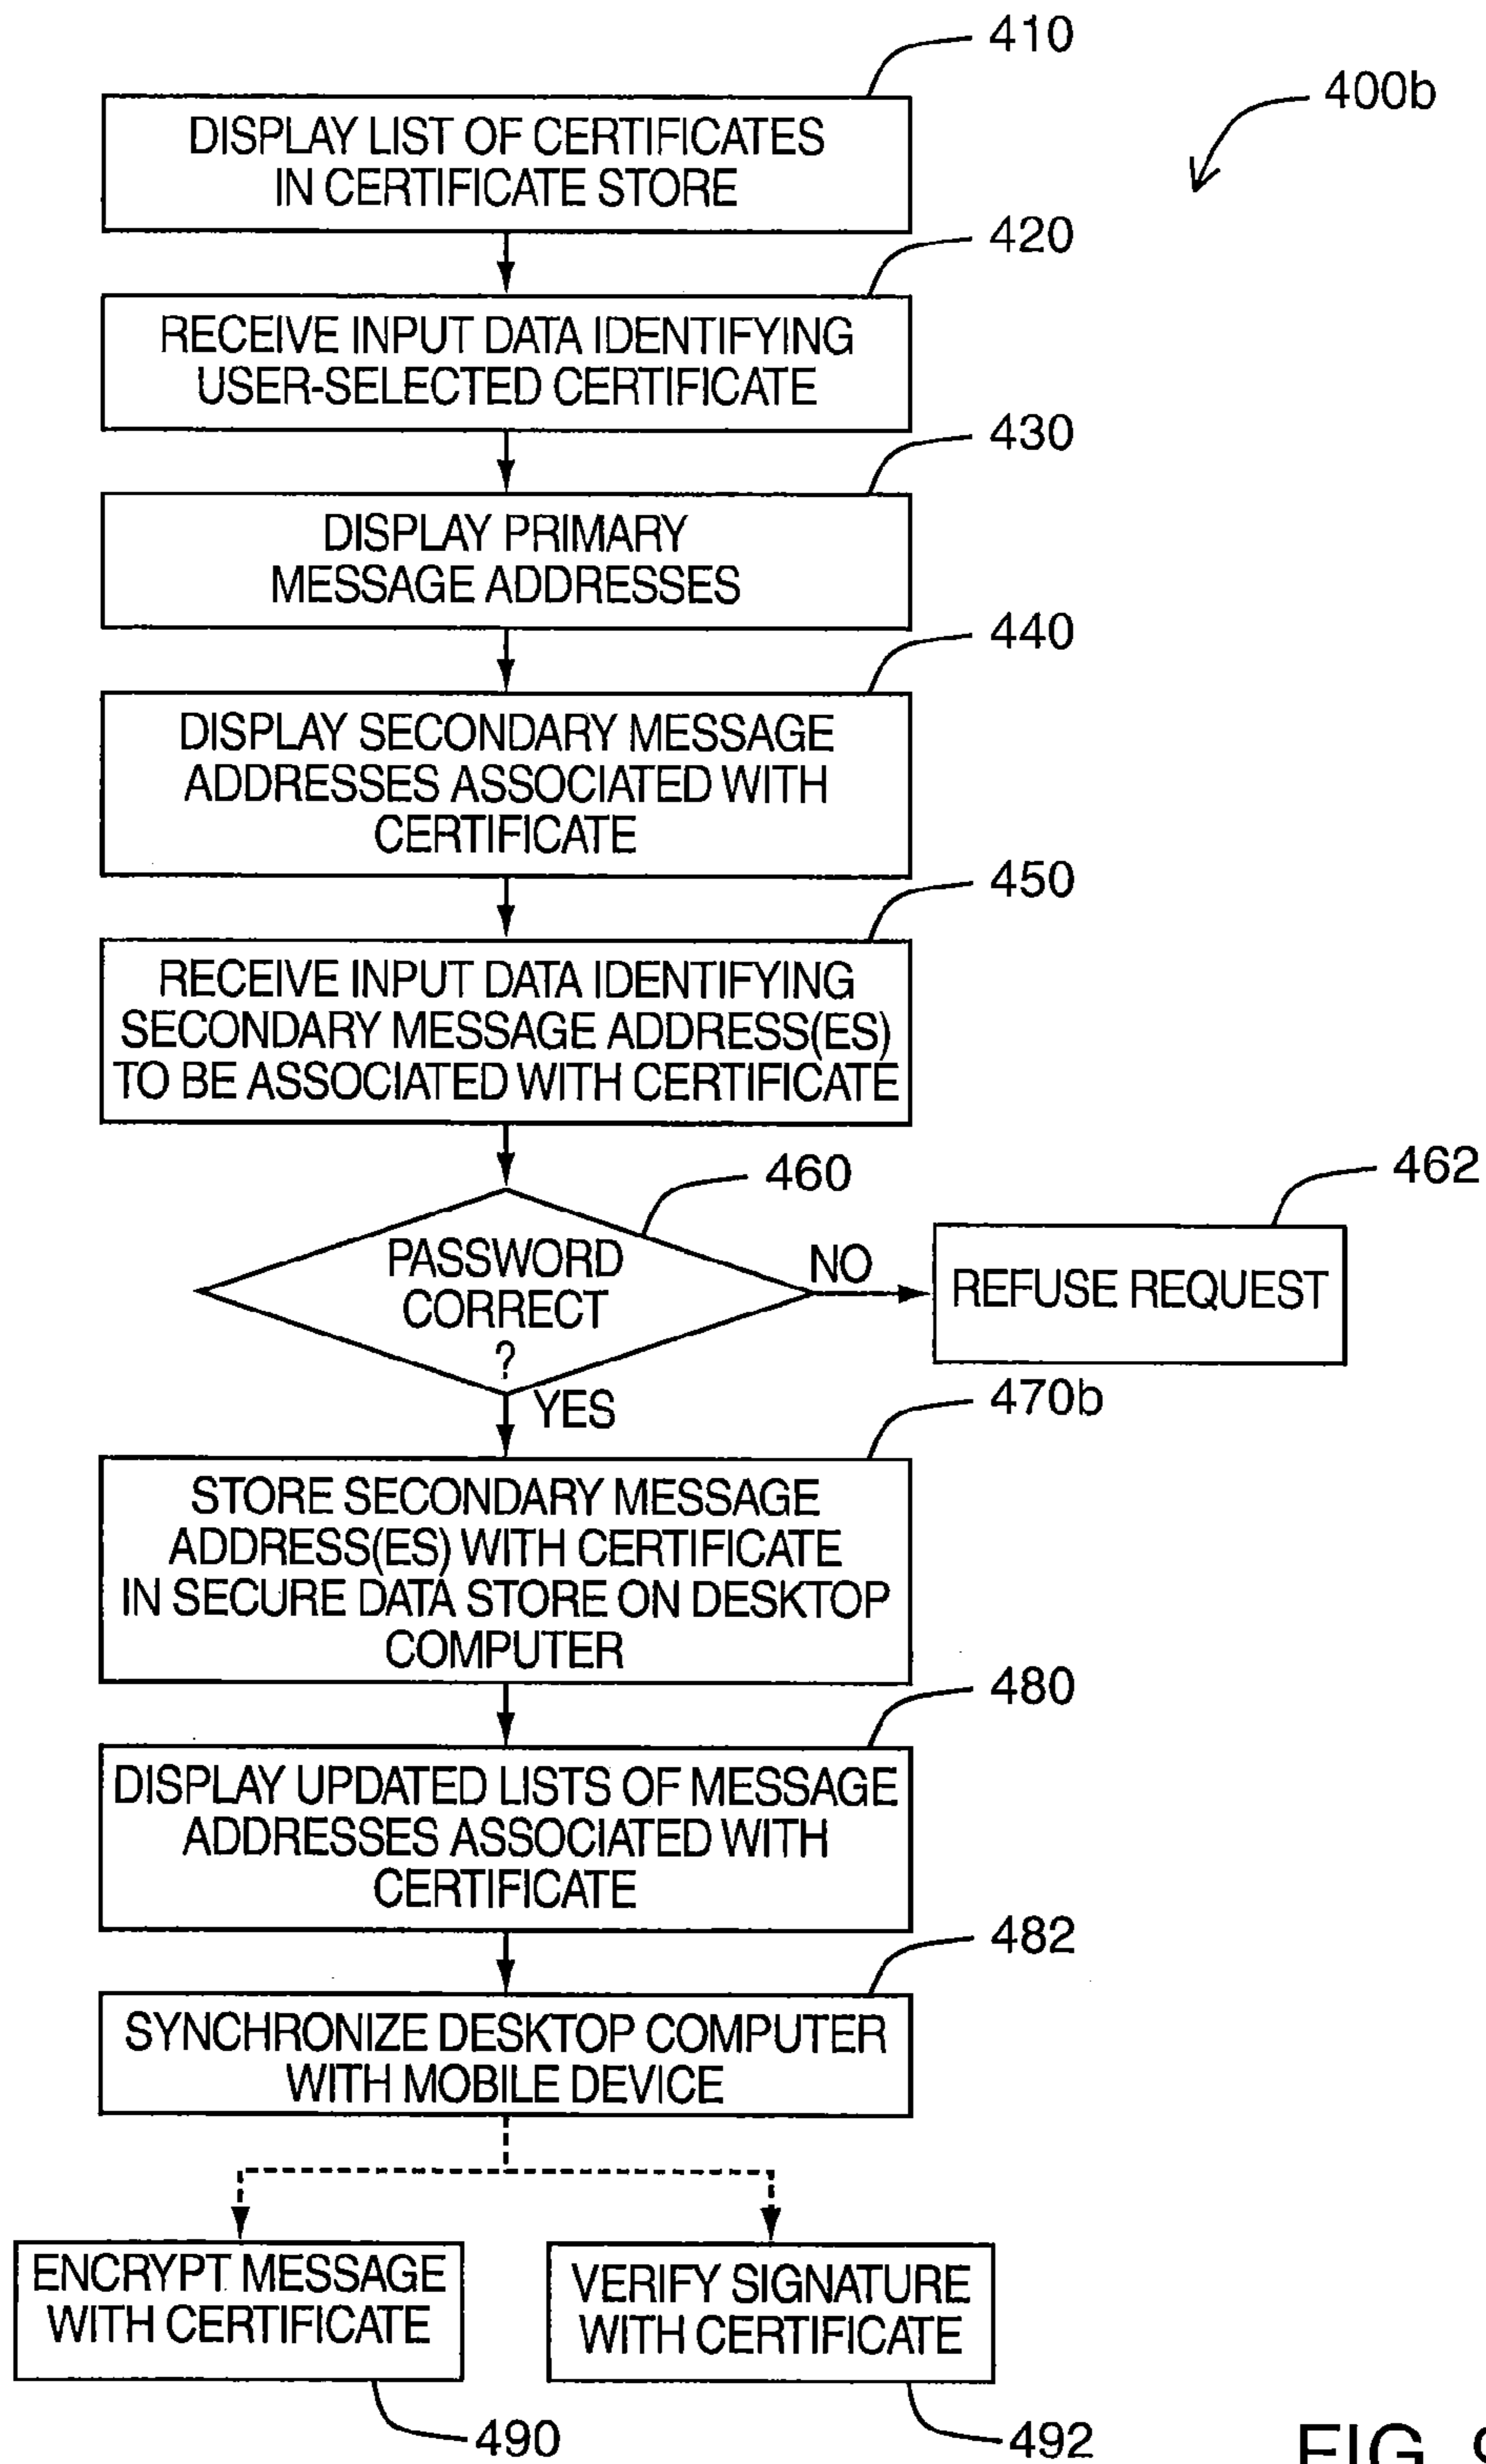 410
400b
DISPLAY LIST OF CERTIFICATES
IN CERTIFICATE STORE
420
RECEIVE INPUT DATA IDENTIFYING
USER-SELECTED CERTIFICATE
430
DISPLAY PRIMARY
MESSAGE ADDRESSES
440
DISPLAY SECONDARY MESSAGE
ADDRESSES ASSOCIATED WITH
CERTIFICATE
450
RECEIVE INPUT DATA IDENTIFYING
SECONDARY MESSAGE ADDRESS(ES)
TO BE ASSOCIATED WITH CERTIFICATE
460
PASSWORD
CORRECT
?
NO
462
REFUSE REQUEST
YES
470b
STORE SECONDARY MESSAGE
ADDRESS(ES) WITH CERTIFICATE
IN SECURE DATA STORE ON DESKTOP
COMPUTER
480
DISPLAY UPDATED LISTS OF MESSAGE
ADDRESSES ASSOCIATED WITH
CERTIFICATE
482
SYNCHRONIZE DESKTOP COMPUTER
WITH MOBILE DEVICE
ENCRYPT MESSAGE
WITH CERTIFICATE
490
VERIFY SIGNATURE
WITH CERTIFICATE
492
FIG.